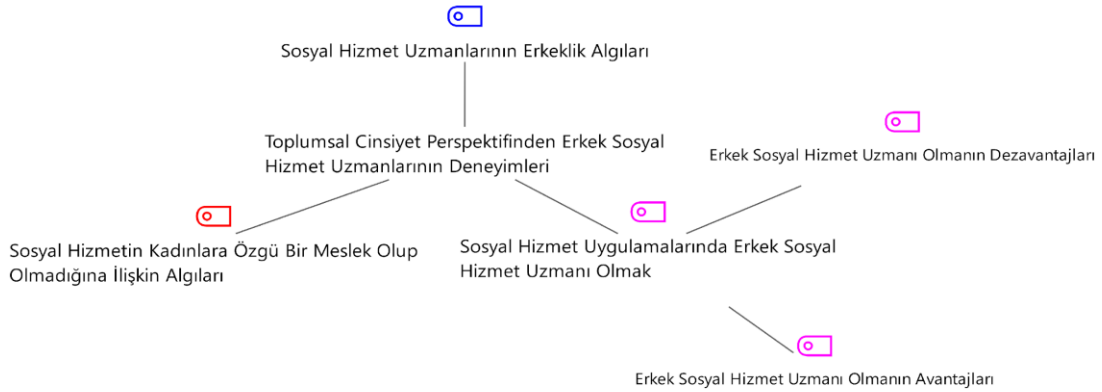 Sosyal Hizmet Uzmanlarının Erkeklik Algıları
Toplumsal Cinsiyet Perspektifinden Erkek Sosyal
Hizmet Uzmanlarının Deneyimleri
Erkek Sosyal Hizmet Uzmanı Olmanın Dezavantajları
Sosyal Hizmetin Kadınlara Özgü Bir Meslek Olup
Olmadığına İlişkin Algıları
Sosyal Hizmet Uygulamalarında Erkek Sosyal
Hizmet Uzmanı Olmak
Erkek Sosyal Hizmet Uzmanı Olmanın Avantajları